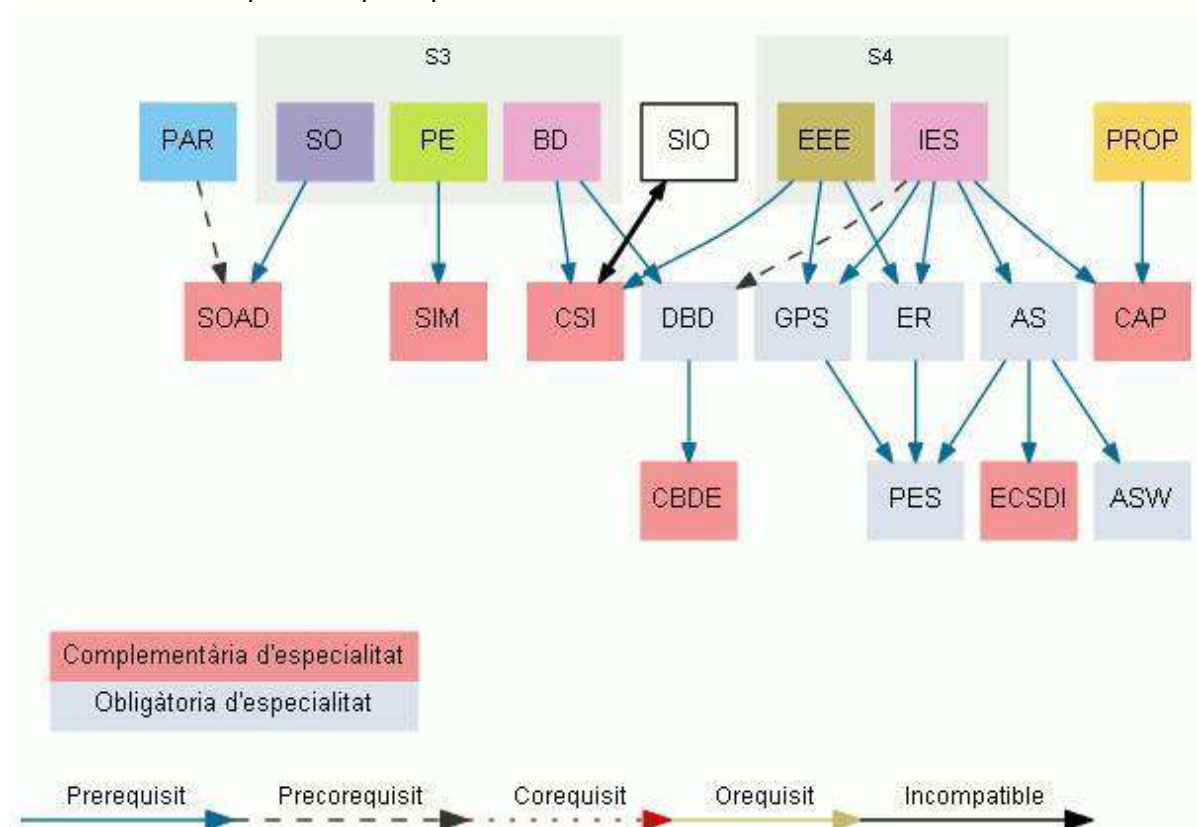 S3 S4
PAR SO PE BD SIO EEE IES PROP
SOAD SIM CSI DBD GPS ER AS CAP
CBDE PES ECSDI ASW
Complementària d'especialitat
Obligàtoria d'especialitat
Prerequisit Precorequisit Corequisit Orequisit Incompatible